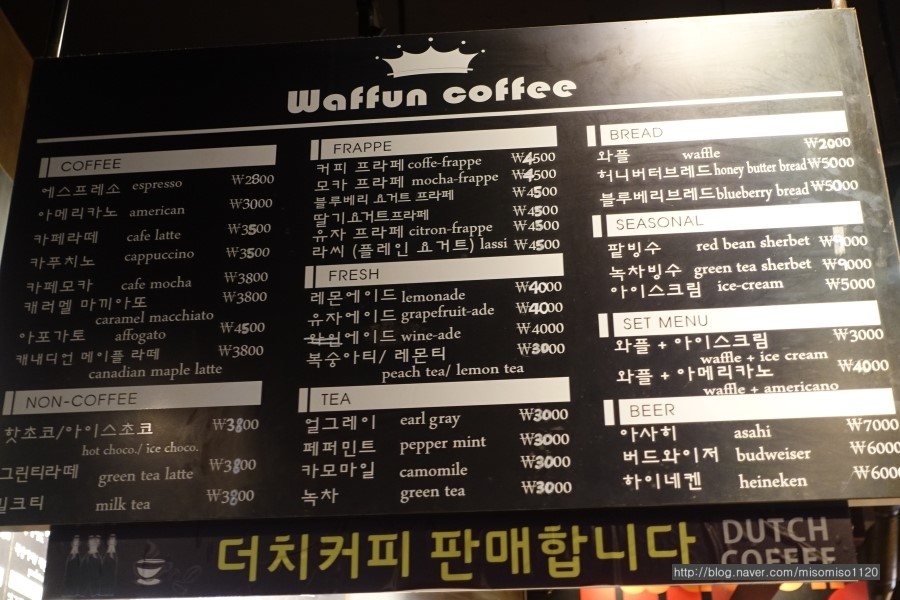 Waffun coffee
COFFEE
에스프레소 espresso ₩2800
아메리카노 american ₩3000
카페라떼 cafe latte ₩3500
카푸치노 cappuccino ₩3500
카페모카 cafe mocha ₩3800
캐러멜 마끼아또 ₩3800
caramel macchiato
아포가토 affogato ₩4500
캐내디언 메이플 라떼 ₩3800
canadian maple latte
NON-COFFEE
핫초코/아이스초코 ₩3800
hot choco./ ice choco.
그린티라떼 green tea latte ₩3800
밀크티 milk tea ₩3800
FRAPPE
커피 프라페 coffe-frappe ₩4500
모카 프라페 mocha-frappe ₩4500
블루베리 요거트 프라페 ₩4500
딸기요거트프라페 ₩4500
유자 프라페 citron-frappe ₩4500
라씨 (플레인 요거트) lassi ₩4500
FRESH
레몬에이드 lemonade ₩4000
유자에이드 grapefruit-ade ₩4000
와인에이드 wine-ade ₩4000
복숭아티/ 레몬티 ₩3000
peach tea/ lemon tea
TEA
얼그레이 earl gray ₩3000
페퍼민트 pepper mint ₩3000
카모마일 camomile ₩3000
녹차 green tea ₩3000
BREAD
와플 waffle ₩2000
허니버터브레드 honey butter bread ₩5000
블루베리브레드 blueberry bread ₩5000
SEASONAL
팥빙수 red bean sherbet
녹차빙수 green tea sherbet ₩9000
아이스크림 ice-cream ₩5000
SET MENU
와플 + 아이스크림 ₩3000
waffle + ice cream
와플 + 아메리카노 ₩4000
waffle + americano
BEER
아사히 asahi ₩7000
버드와이저 budweiser ₩6000
하이네켄 heineken ₩6000
더치커피 판매합니다
DUTCH
COFFEE
http://blog.naver.com/misomiso1120